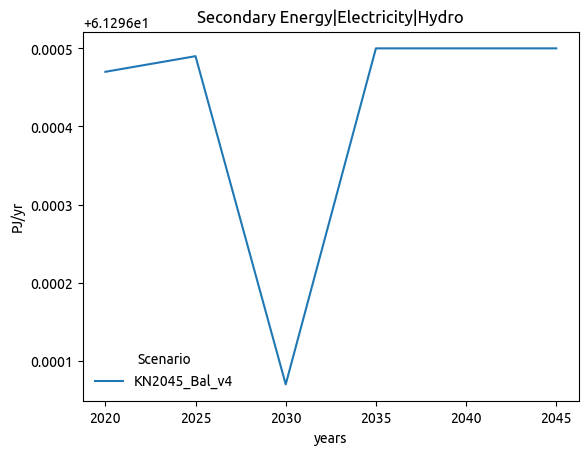 Secondary Energy|Electricity|Hydro
+6.1296e1
0.0005
0.0004
0.0003
0.0002
0.0001
PJ/yr
Scenario
KN2045_Bal_v4
2020 2025 2030 2035 2040 2045
years